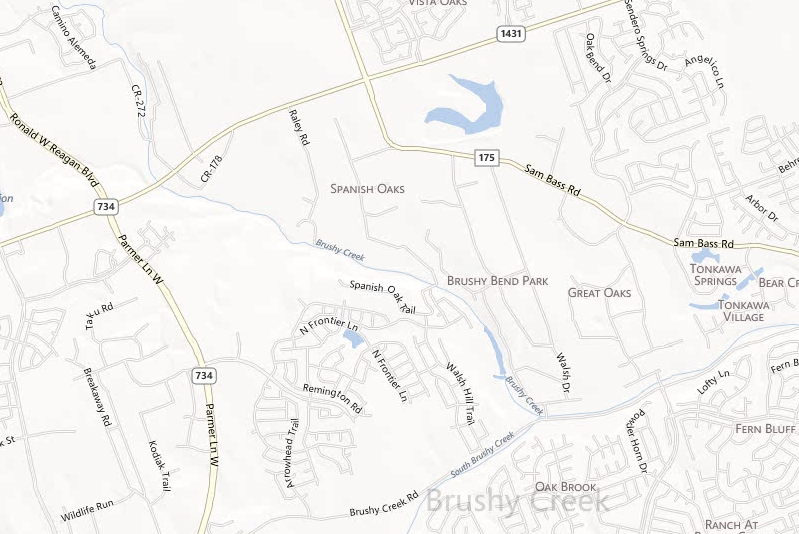 VISTA OAKS
Camino Alemeda
1431
Oak Bend Dr
Sendero Springs Dr
Angelico Ln
CR-272
Raley Rd
Ronald W Reagan Blvd
CR-178
175
Sam Bass Rd
SPANISH OAKS
Arbor Dr
734
Parmer Ln W
Brushy Creek
Sam Bass Rd
BRUSHY BEND PARK
TONKAWA
SPRINGS
GREAT OAKS
BEAR
TONKAWA
VILLAGE
Spanish Oak Trail
Taku Rd
N Frontier Ln
N Frontier Ln
734
Breakaway Rd
Remington Rd
Walsh Hill Trail
Walsh Dr
Brushy Creek
Lofty Ln
Fern
Powder Horn Dr
FERN BLUFF
Parmer Ln W
Arrowhead Trail
k St
Kodiak Trail
South Brushy Creek
OAK BROOK
Brushy Creek
Brushy Creek Rd
Wildlife Run
RANCH AT